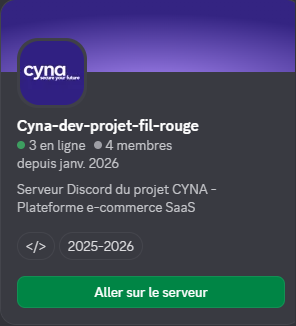 cyna
secure your future
Cyna-dev-projet-fil-rouge
3 en ligne 4 membres
depuis janv. 2026
Serveur Discord du projet CYNA -
Plateforme e-commerce SaaS
</> 2025-2026
Aller sur le serveur